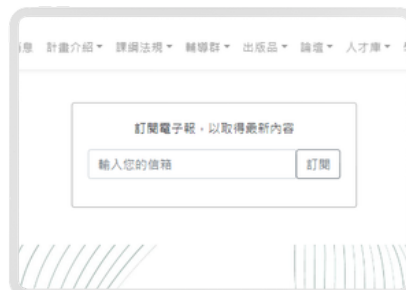 息 計畫介紹 課綱法規 輔導群 出版品 論壇 人才庫
訂閱電子報，以取得最新內容
輸入您的信箱 訂閱